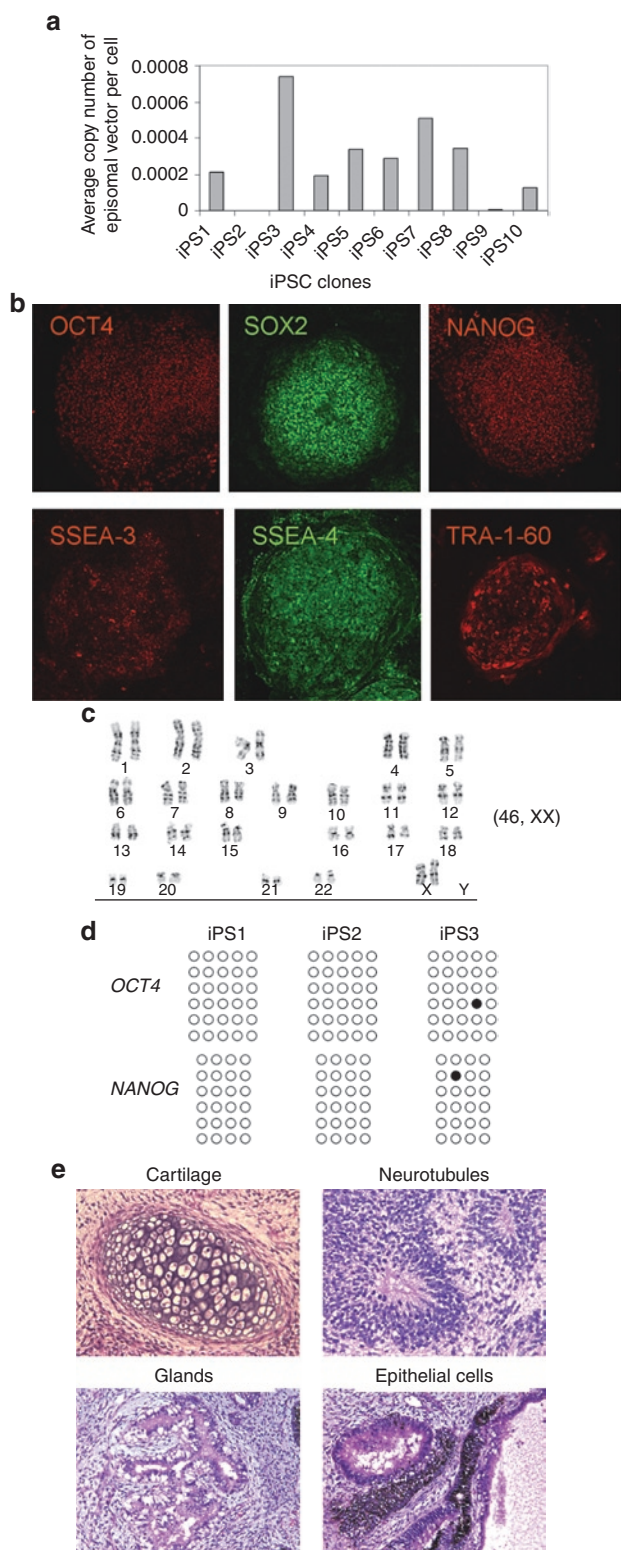 a
Average copy number of
episomal vector per cell
0.0008
0.0006
0.0004
0.0002
0
iPS1
iPS2
iPS3
iPS4
iPS5
iPS6
iPS7
iPS8
iPS9
iPS10
iPSC clones
b
OCT4 SOX2 NANOG
SSEA-3 SSEA-4 TRA-1-60
c
1 2 3 4 5
6 7 8 9 10 11 12
(46, XX)
13 14 15 16 17 18
19 20 21 22 X Y
d
iPS1 iPS2 iPS3
OCT4
NANOG
e
Cartilage Neurotubules
Glands Epithelial cells